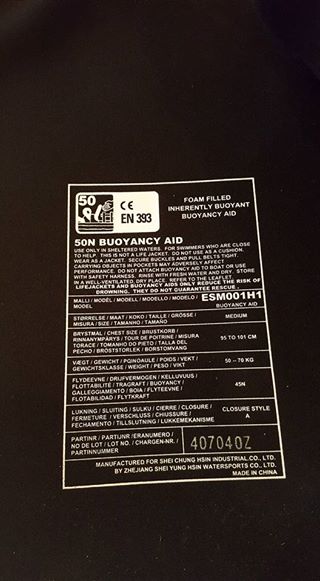 50
CE
EN 393
FOAM FILLED
INHERENTLY BUOYANT
BUOYANCY AID
50N BUOYANCY AID
USE ONLY IN SHELTERED WATERS. FOR SWIMMERS WHO ARE CLOSE
TO HELP. THIS IS NOT A LIFE JACKET. DO NOT USE AS A CUSHION.
WEAR AS A JACKET. SECURE BUCKLES AND PULL BELTS TIGHT.
CARRYING OBJECTS IN POCKETS MAY ADVERSELY AFFECT
PERFORMANCE. DO NOT ATTACH BUOYANCY AID TO BOAT OR USE
WITH SAFETY HARNESS. RINSE WITH FRESH WATER AND DRY. STORE
IN A WELL-VENTILATED, DRY PLACE. REFER TO THE LEAFLET.
LIFEJACKETS AND BUOYANCY AIDS ONLY REDUCE THE RISK OF
DROWNING. THEY DO NOT GUARANTEE RESCUE
MALLI / MODÈL / MODELL / MODELLO / MODELO /
MODEL
ESM001H1
BUOYANCY AID
STØRRELSE / MAAT / KOKO / TAILLE / GRÖSSE /
MISURA / SIZE / TAMANHO / TAMAÑO
MEDIUM
BRYSTMAL / CHEST SIZE / BRUSTKORB /
RINNANYMPÄRYS / TOUR DE POITRINE / MISURA
TORACE / TOMANHO DO PIETO / TALLA DEL
PECHO / BRÖSTSTORLEK / BORSTOMVANG
95 TO 101 CM
VÆGT / GEWICHT / PGINOAULE / POIDS / VEKT /
GEWICHTSKLASSE / WEIGHT / PESO / VIKT
50 -- 70 KG
FLYDEEVNE / DRIJFVERMOGEN / KELLUVUUS /
FLOTTABILITE / TRAGRAFT / BUOYANCY /
GALLEGGIAMENTO / BOIA / FLYTEEVNE /
FLOTABILIDAD / FLYTKRAFT
45N
LUKNING / SLUITING / SULKU / CIERRE / CLOSURE /
FERMETURE / VERSCHLUSS / CHIUSURE /
FECHAMENTO / TILLSLUTNING / LUKKEMEKANISME
CLOSURE STYLE
A
PARTINR / PARTIJNR /ERANUMERO /
NO DE LOT / LOT NO. / CHARGEN-NR. /
PARTINNUMMER
407040Z
MANUFACTURED FOR SHEI CHUNG HSIN INDUSTRIAL.CO., LTD.
BY ZHEJIANG SHEI YUNG HSIN WATERSPORTS CO., LTD.
MADE IN CHINA